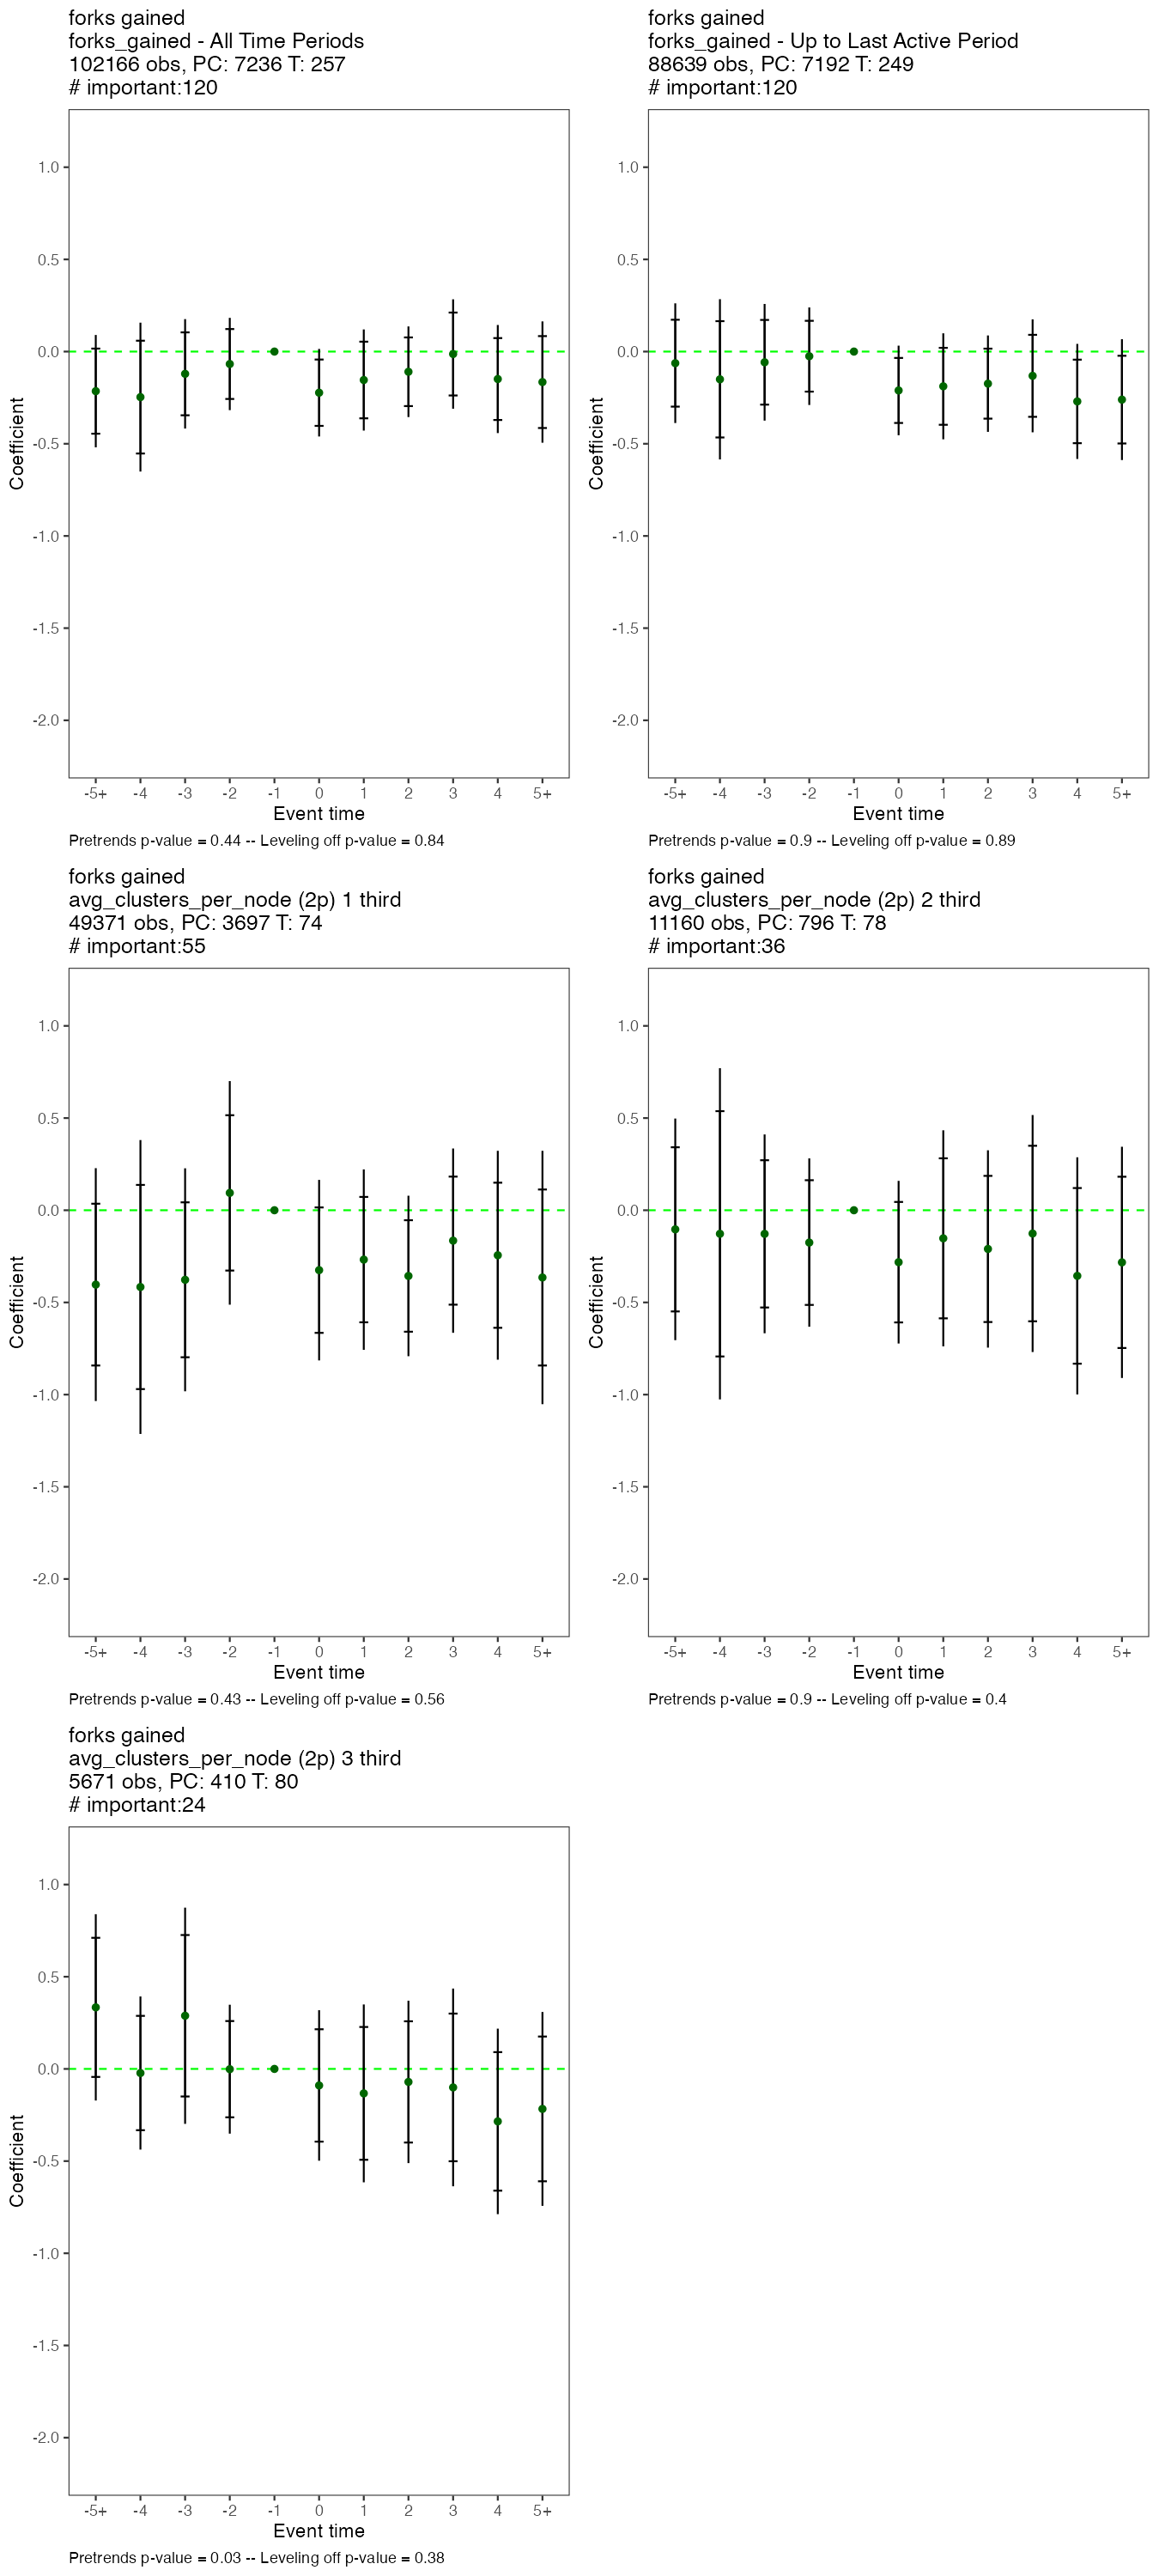 forks gained
forks_gained - All Time Periods
102166 obs, PC: 7236 T: 257
# important:120
1.0
0.5
0.0
-0.5
-1.0
-1.5
-2.0
Coefficient
-5+ -4 -3 -2 -1 0 1 2 3 4 5+
Event time
Pretrends p-value = 0.44 -- Leveling off p-value = 0.84
forks gained
forks_gained - Up to Last Active Period
88639 obs, PC: 7192 T: 249
# important:120
1.0
0.5
0.0
-0.5
-1.0
-1.5
-2.0
Coefficient
-5+ -4 -3 -2 -1 0 1 2 3 4 5+
Event time
Pretrends p-value = 0.9 -- Leveling off p-value = 0.89
forks gained
avg_clusters_per_node (2p) 1 third
49371 obs, PC: 3697 T: 74
# important:55
1.0
0.5
0.0
-0.5
-1.0
-1.5
-2.0
Coefficient
-5+ -4 -3 -2 -1 0 1 2 3 4 5+
Event time
Pretrends p-value = 0.43 -- Leveling off p-value = 0.56
forks gained
avg_clusters_per_node (2p) 2 third
11160 obs, PC: 796 T: 78
# important:36
1.0
0.5
0.0
-0.5
-1.0
-1.5
-2.0
Coefficient
-5+ -4 -3 -2 -1 0 1 2 3 4 5+
Event time
Pretrends p-value = 0.9 -- Leveling off p-value = 0.4
forks gained
avg_clusters_per_node (2p) 3 third
5671 obs, PC: 410 T: 80
# important:24
1.0
0.5
0.0
-0.5
-1.0
-1.5
-2.0
Coefficient
-5+ -4 -3 -2 -1 0 1 2 3 4 5+
Event time
Pretrends p-value = 0.03 -- Leveling off p-value = 0.38